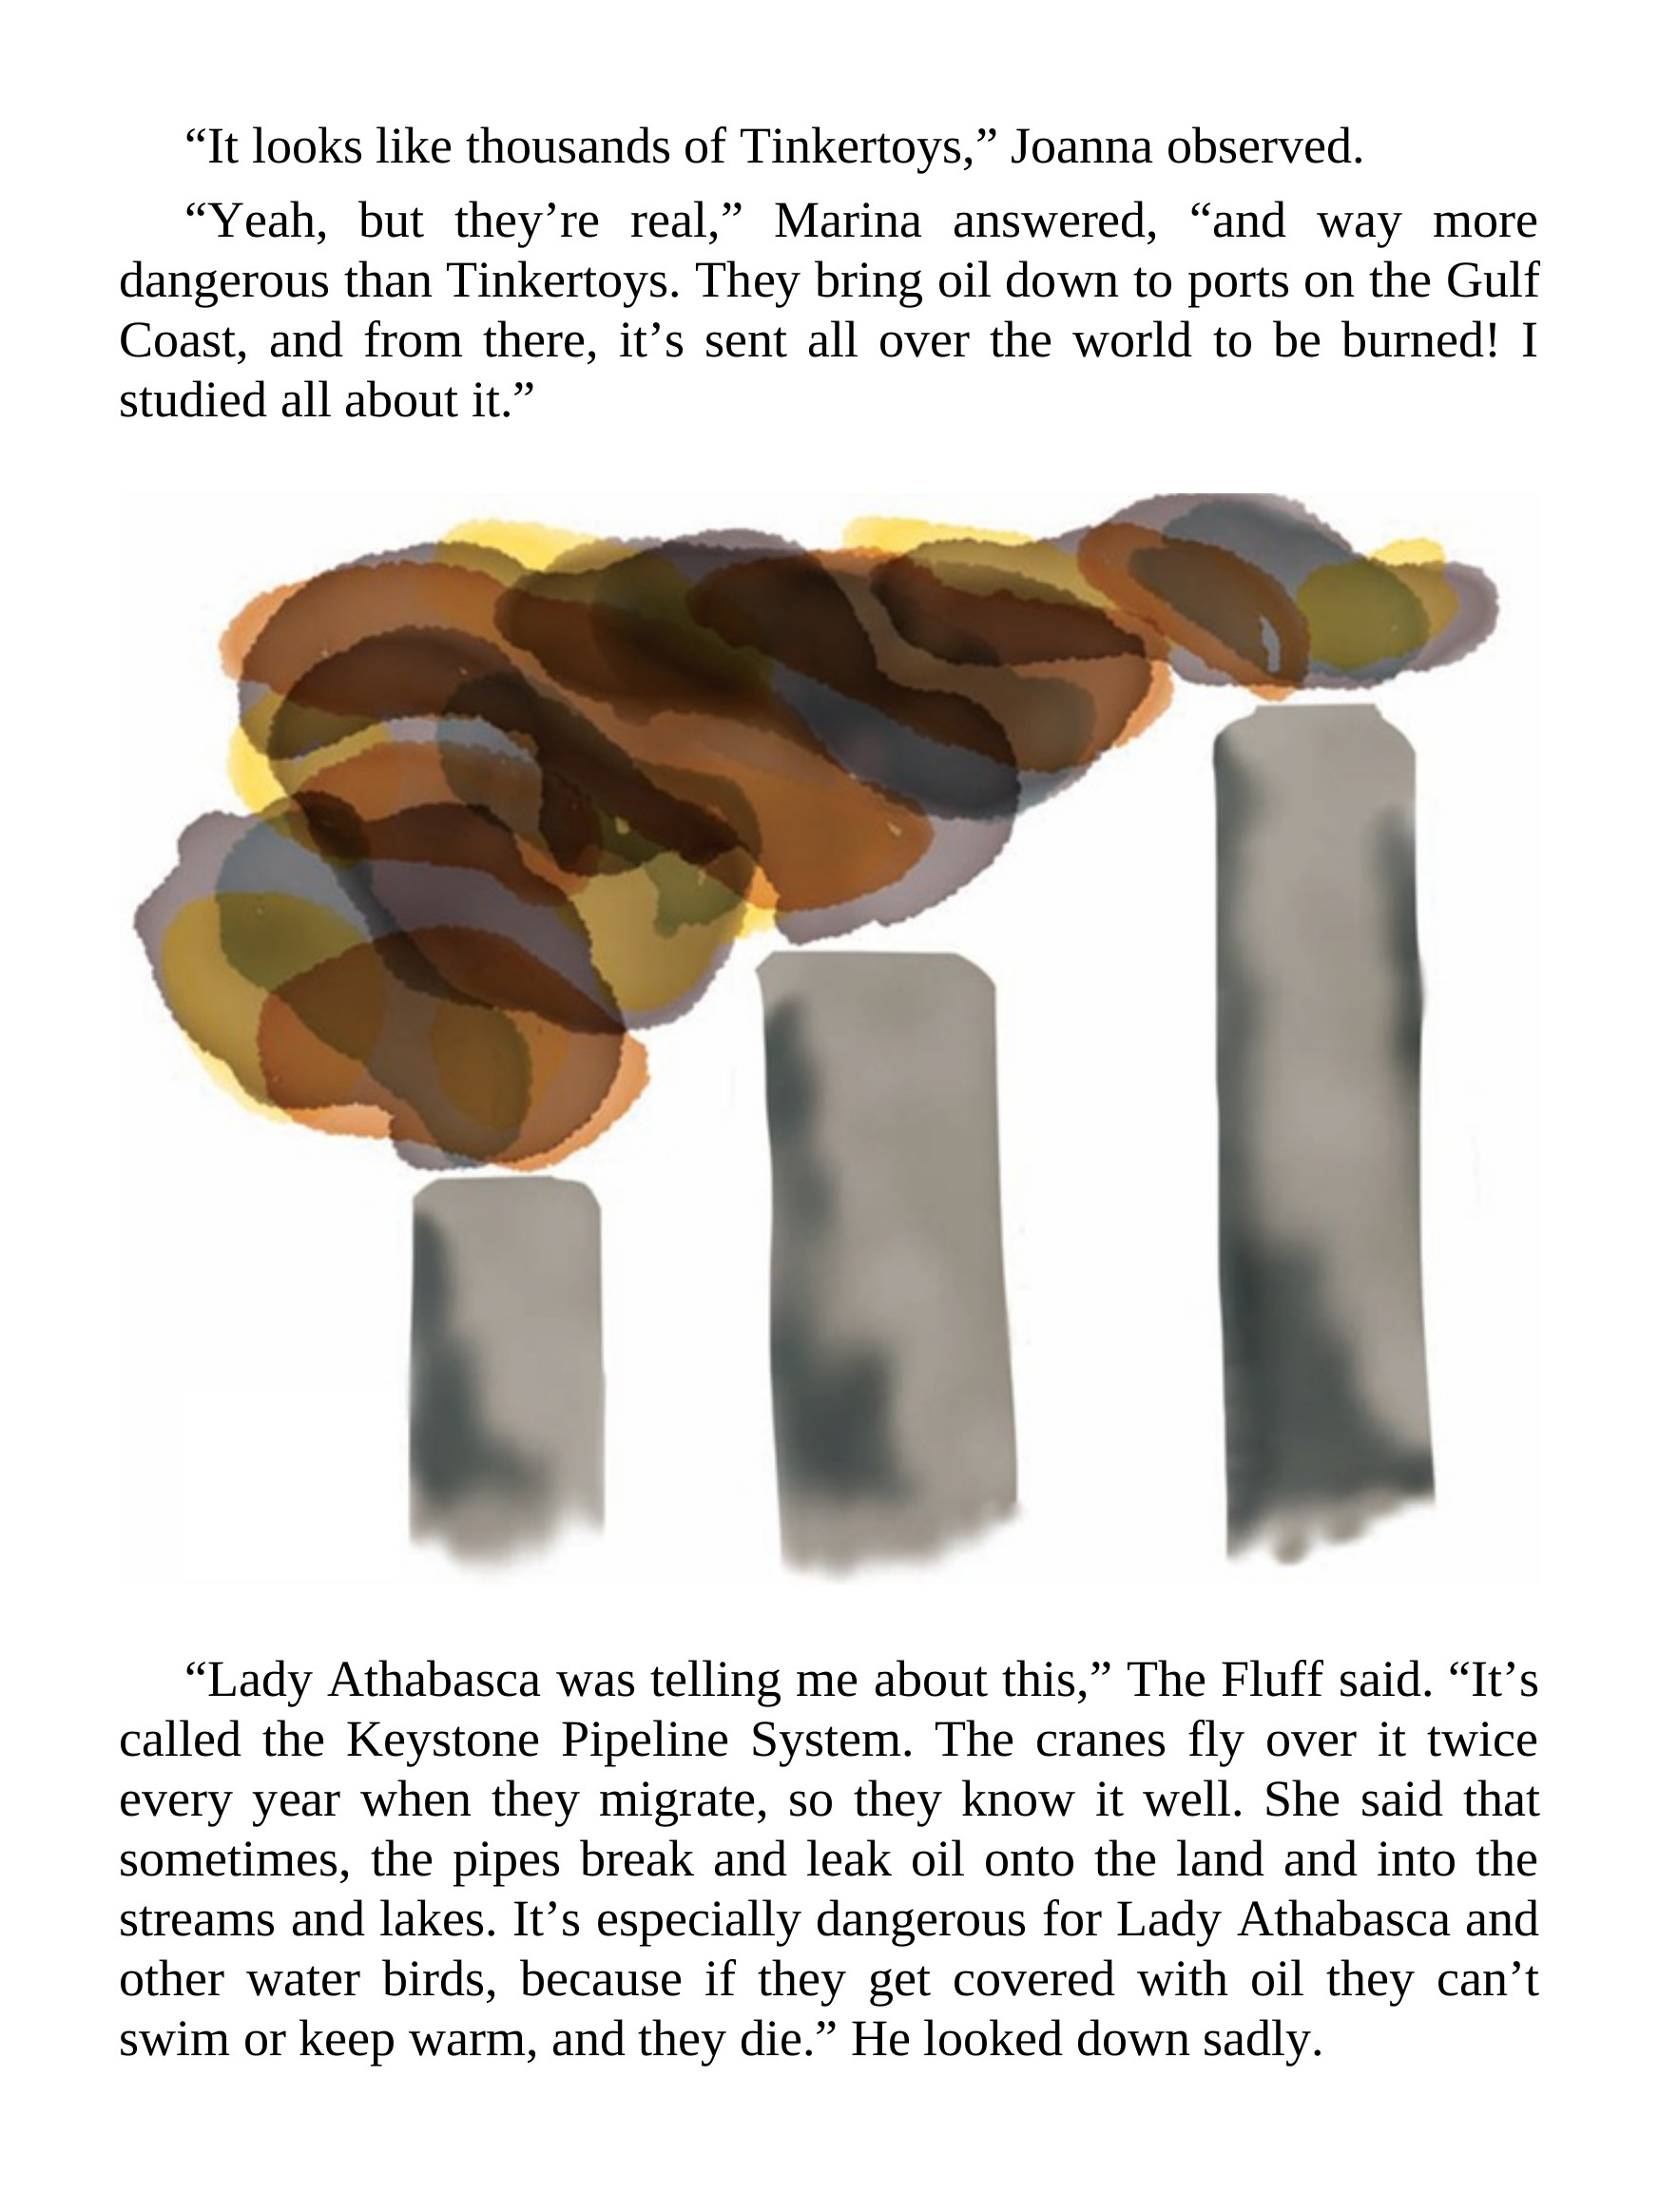 “It looks like thousands of Tinkertoys,” Joanna observed.
“Yeah, but they’re real,” Marina answered, “and way more
dangerous than Tinkertoys. They bring oil down to ports on the Gulf
Coast, and from there, it’s sent all over the world to be burned! I
studied all about it.”
“Lady Athabasca was telling me about this,” The Fluff said. “It’s
called the Keystone Pipeline System. The cranes fly over it twice
every year when they migrate, so they know it well. She said that
sometimes, the pipes break and leak oil onto the land and into the
streams and lakes. It’s especially dangerous for Lady Athabasca and
other water birds, because if they get covered with oil they can’t
swim or keep warm, and they die.” He looked down sadly.